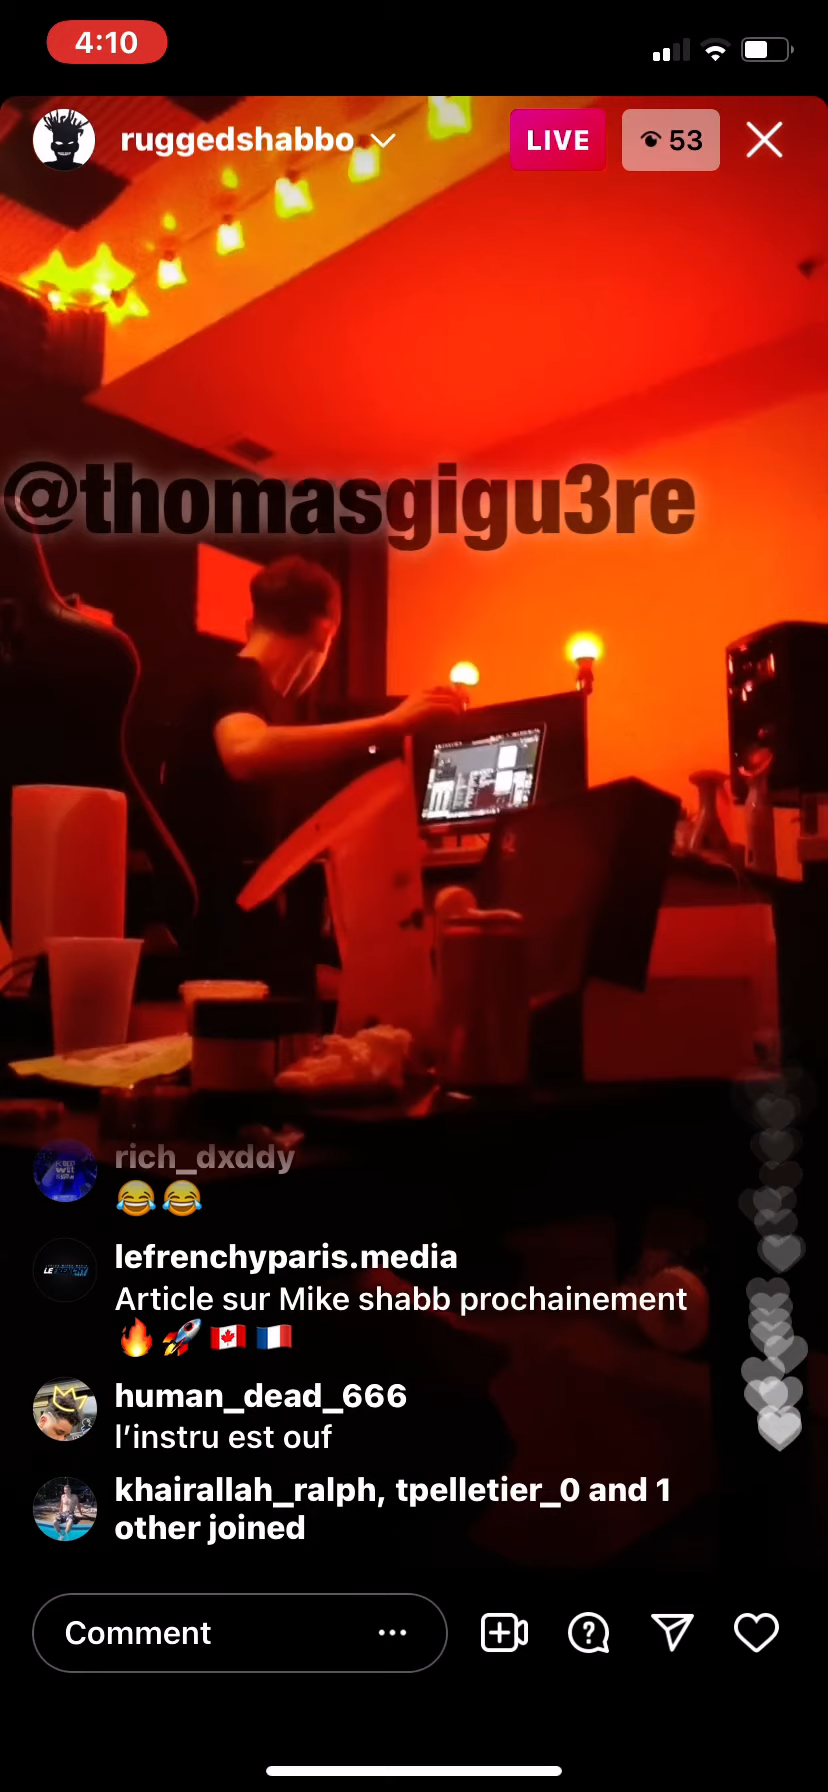 4:10
ruggedshabbo
LIVE
53
@thomasgigu3re
rich_dxddy
😂😂
lefrenchyparis.media
Article sur Mike shabb prochainement
🔥🚀🇨🇦🇫🇷
human_dead_666
l’instru est ouf
khairallah_ralph, tpelletier_0 and 1
other joined
Comment